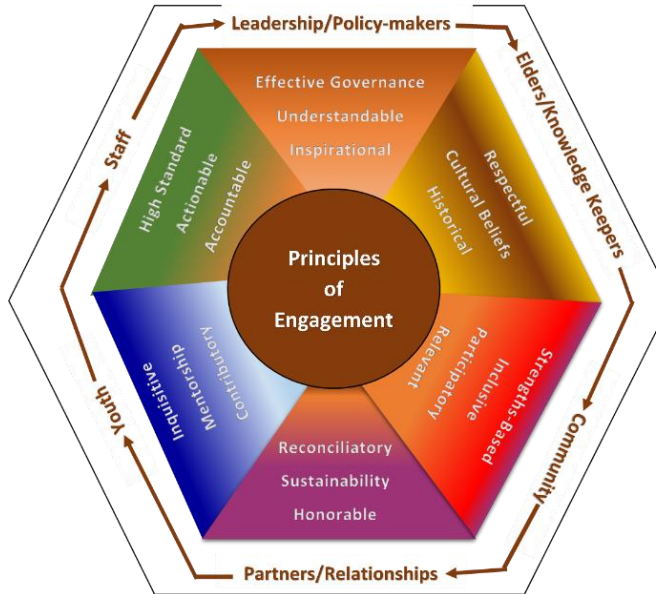 Leadership/Policy-makers
Effective Governance
Understandable
Inspirational
Elders/Knowledge Keepers
Respectful
Cultural Beliefs
Historical
Community
Strengths-Based
Inclusive
Participatory
Relevant
Partners/Relationships
Reconciliatory
Sustainability
Honorable
Youth
Inquisitive
Mentorship
Contributory
Staff
High Standard
Actionable
Accountable
Principles
of
Engagement